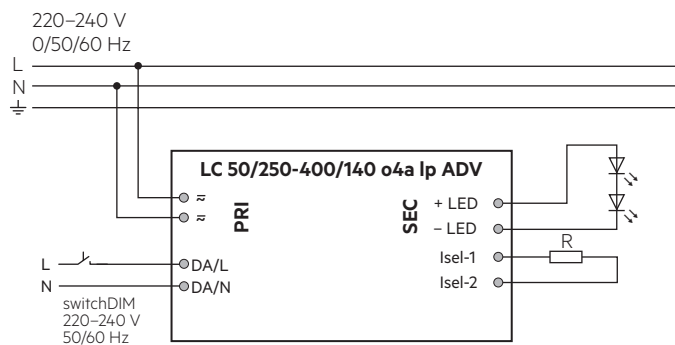 220–240 V
0/50/60 Hz
L
N
LC 50/250-400/140 o4a lp ADV
PRI
SEC
+ LED
– LED
R
Isel-1
Isel-2
L
DA/L
N
DA/N
switchDIM
220–240 V
50/60 Hz